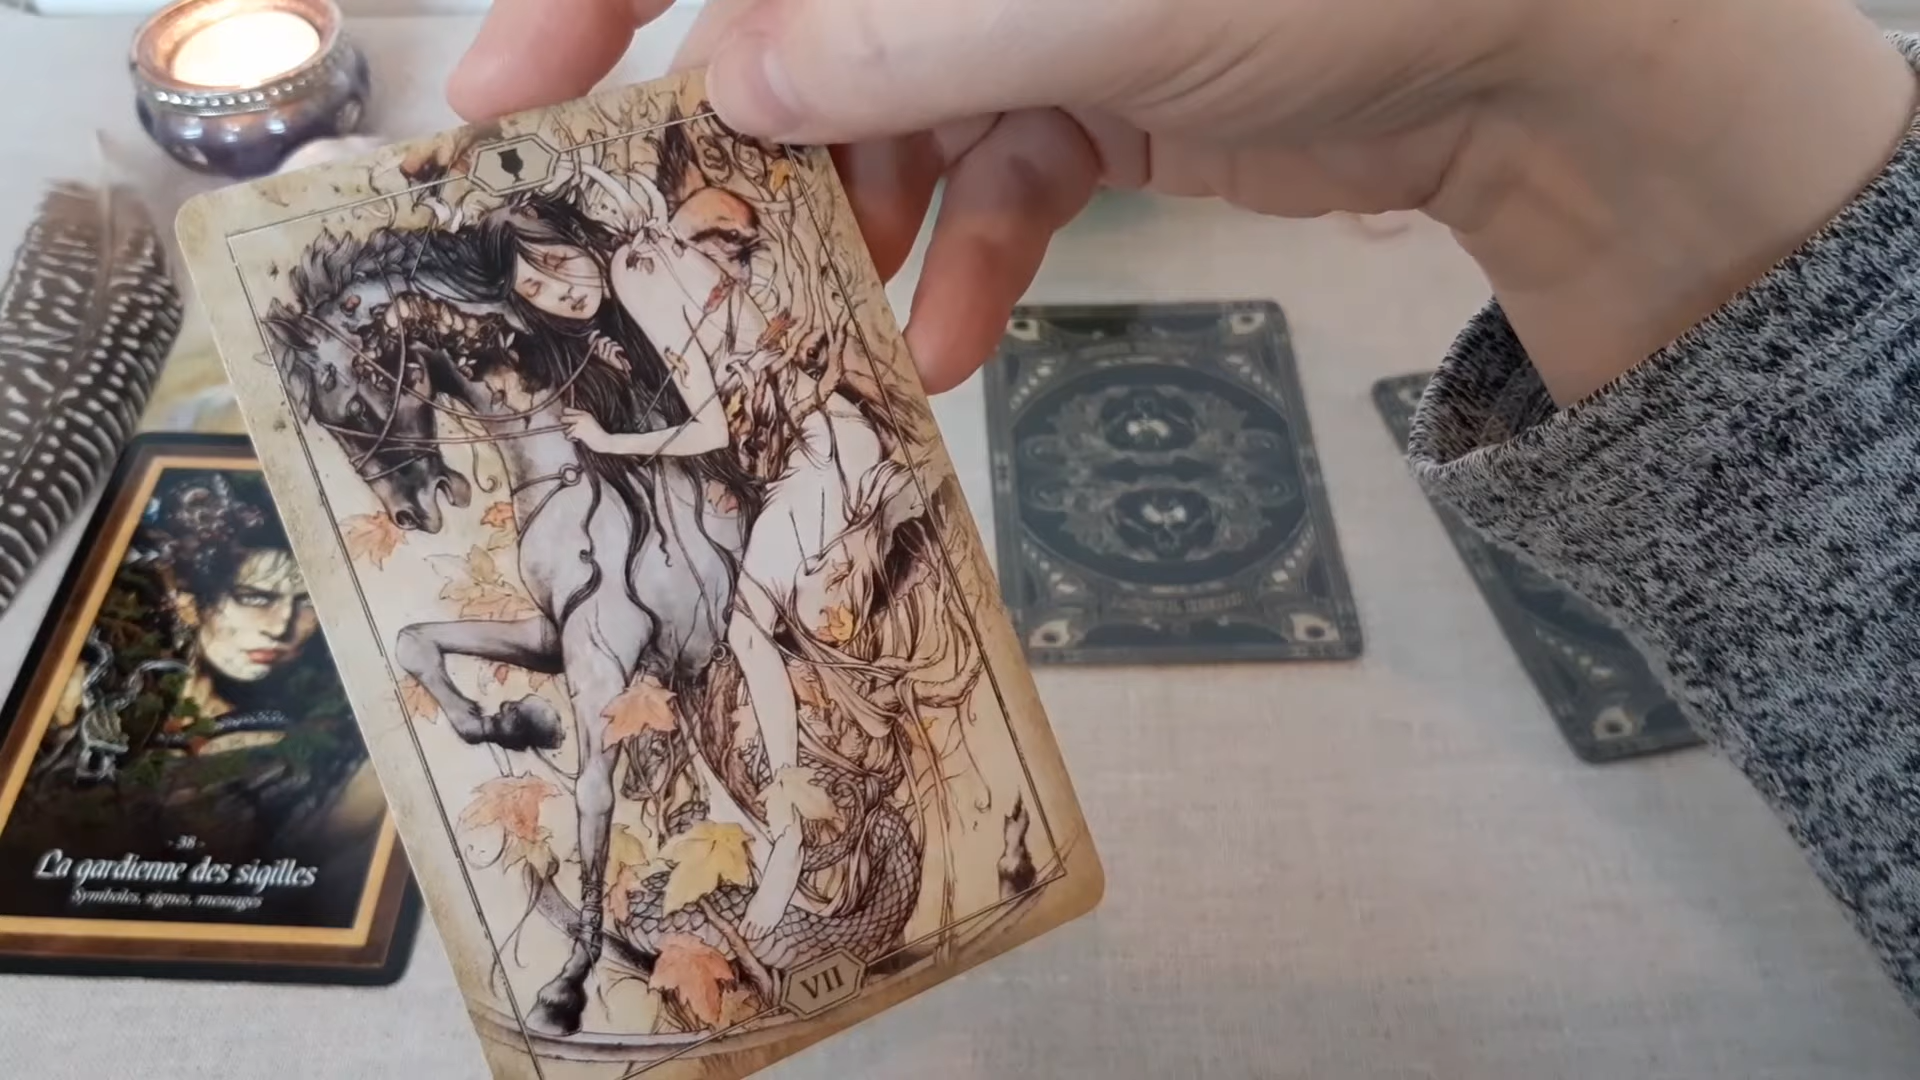 VII
- 38 -
La gardienne des sigilles
Symboles, signes, messages